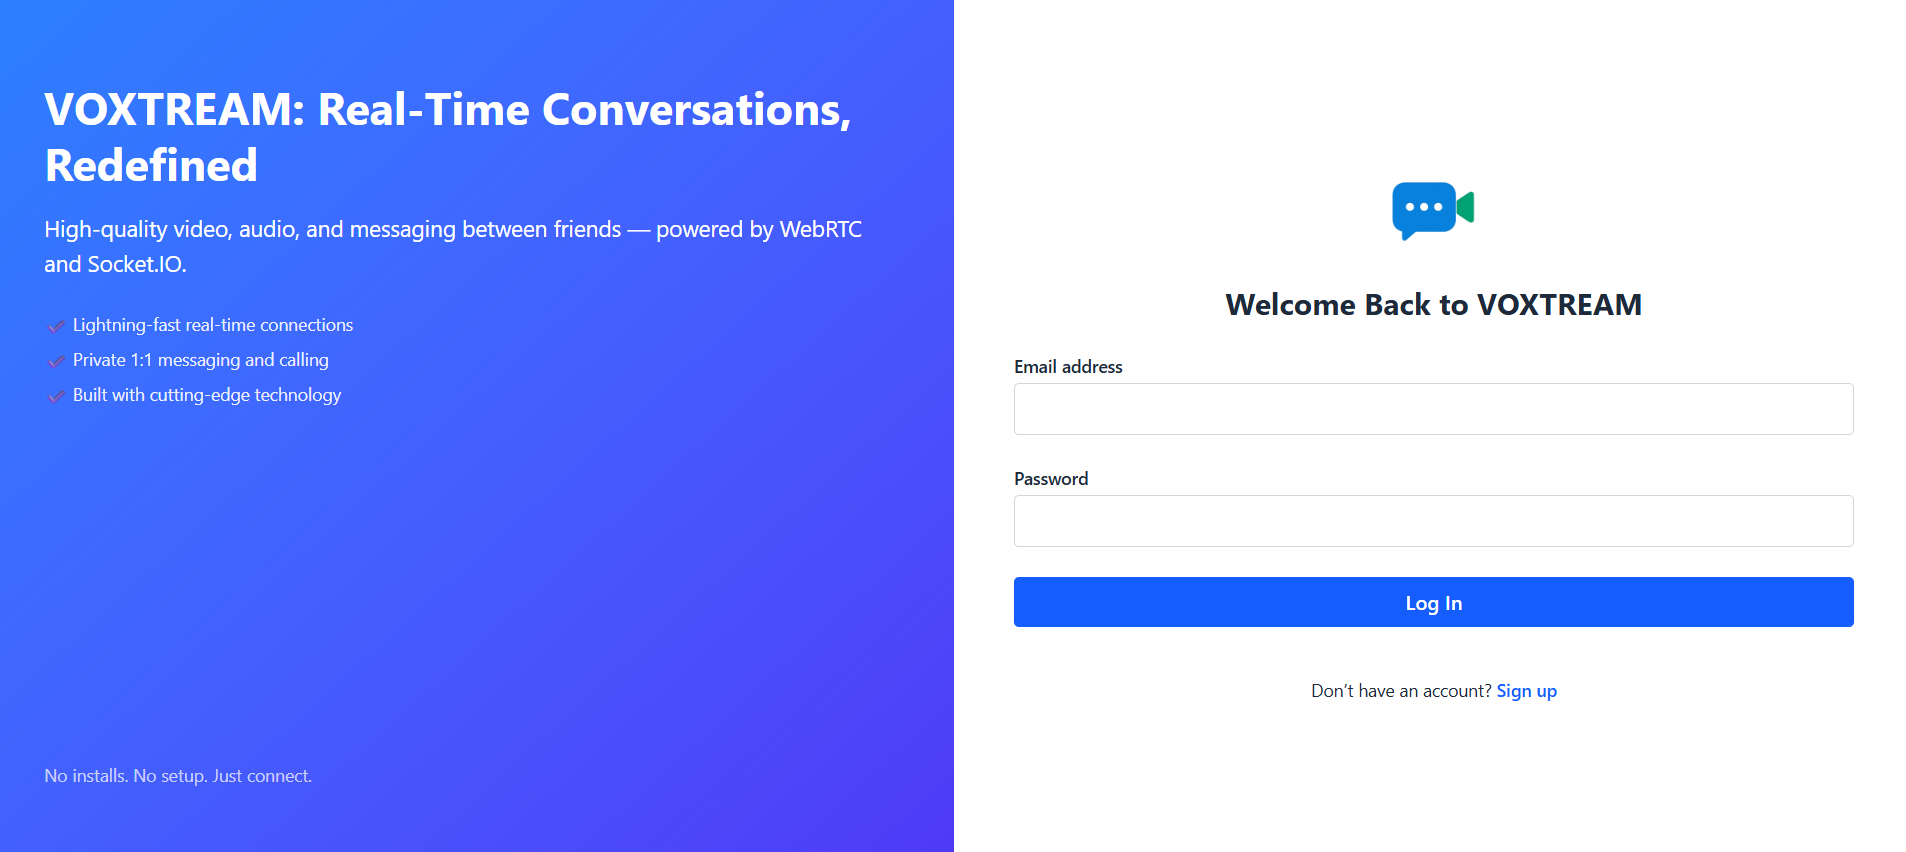 VOXTREAM: Real-Time Conversations,
Redefined
High-quality video, audio, and messaging between friends — powered by WebRTC
and Socket.IO.
Lightning-fast real-time connections
Private 1:1 messaging and calling
Built with cutting-edge technology
No installs. No setup. Just connect.
Welcome Back to VOXTREAM
Email address
Password
Log In
Don’t have an account? Sign up